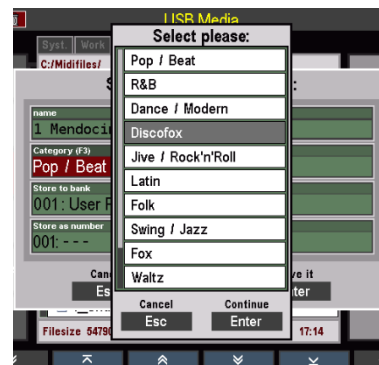 USB Media
Syst. Work
C:/Midifiles/
Select please:
Pop / Beat
R&B
Dance / Modern
Discofox
Jive / Rock'n'Roll
Latin
Folk
Swing / Jazz
Fox
Waltz
Cancel
Esc
Continue
Enter
S
:
name
1 Mendoci
Category (F3)
Pop / Beat
Store to bank
001: User
Store as number
001: - - -
Filesize
17:14